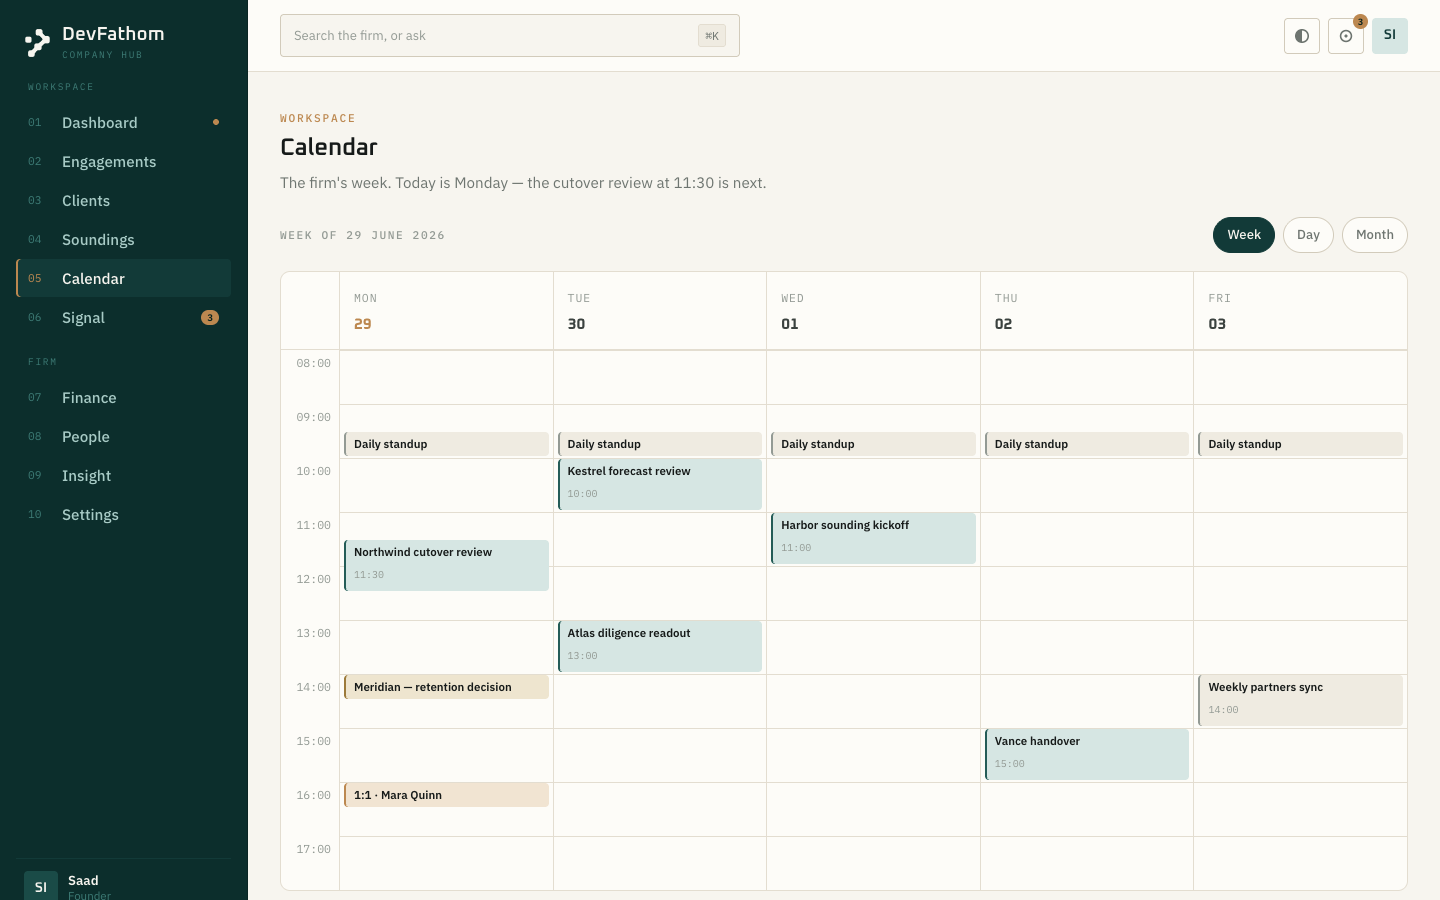 DevFathom
COMPANY HUB
WORKSPACE
01 Dashboard
02 Engagements
03 Clients
04 Soundings
05 Calendar
06 Signal 3
FIRM
07 Finance
08 People
09 Insight
10 Settings
SI Saad
Founder
Search the firm, or ask ⌘K
3
SI
WORKSPACE
Calendar
The firm's week. Today is Monday — the cutover review at 11:30 is next.
WEEK OF 29 JUNE 2026
Week Day Month
MON TUE WED THU FRI
29 30 01 02 03
08:00
09:00
Daily standup Daily standup Daily standup Daily standup Daily standup
10:00 Kestrel forecast review
10:00
11:00 Harbor sounding kickoff
11:00
Northwind cutover review
11:30
12:00
13:00 Atlas diligence readout
13:00
14:00 Meridian — retention decision Weekly partners sync
14:00
15:00 Vance handover
15:00
16:00 1:1 · Mara Quinn
17:00